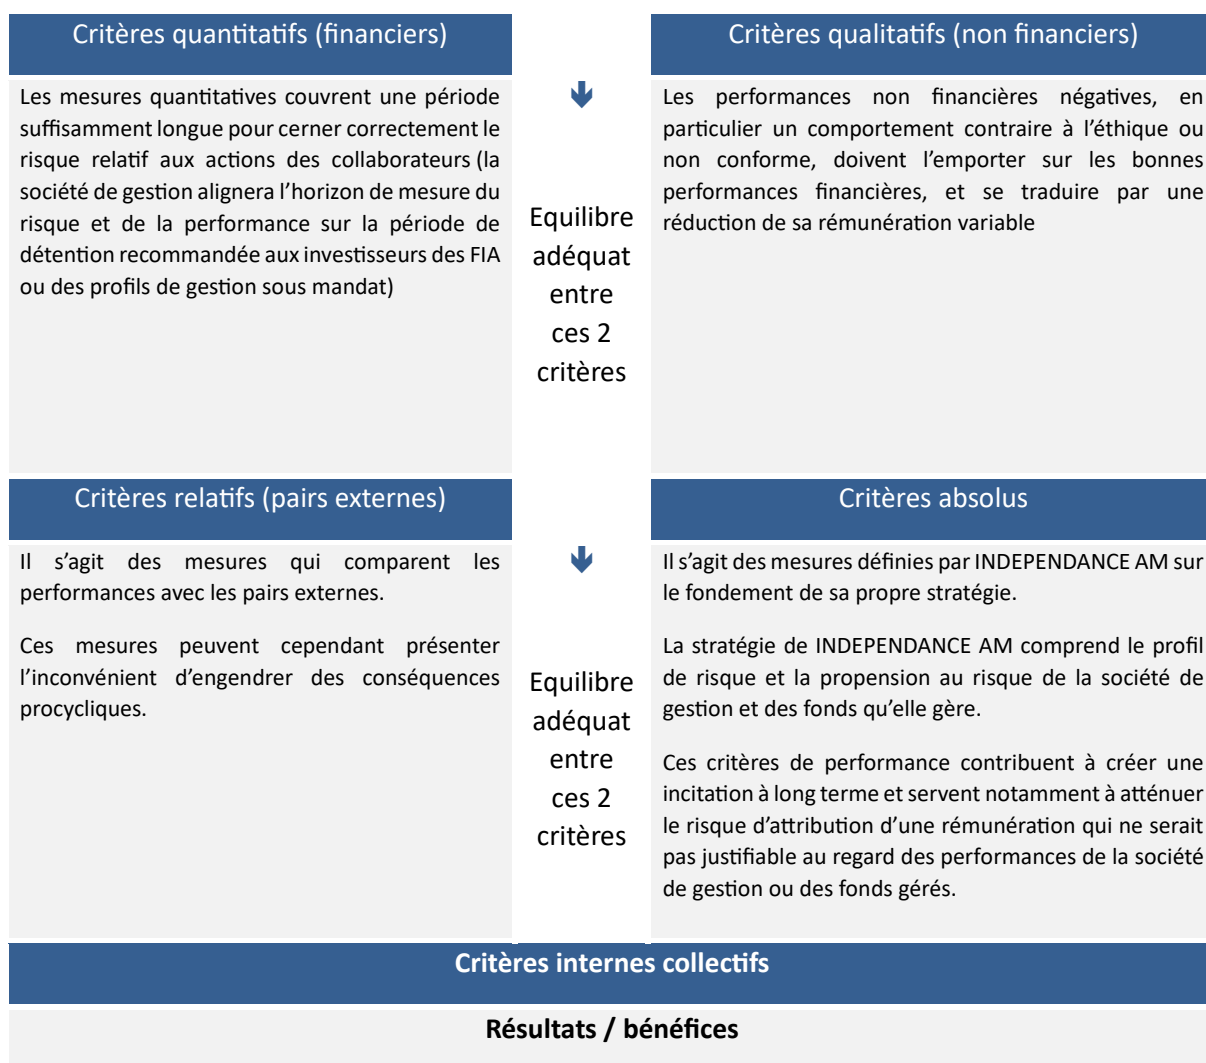 Critères quantitatifs (financiers)
Les mesures quantitatives couvrent une période
suffisamment longue pour cerner correctement le
risque relatif aux actions des collaborateurs (la
société de gestion alignera l’horizon de mesure du
risque et de la performance sur la période de
détention recommandée aux investisseurs des FIA
ou des profils de gestion sous mandat)
Equilibre
adéquat
entre
ces 2
critères
Critères qualitatifs (non financiers)
Les performances non financières négatives, en
particulier un comportement contraire à l’éthique ou
non conforme, doivent l’emporter sur les bonnes
performances financières, et se traduire par une
réduction de sa rémunération variable
Critères relatifs (pairs externes)
Il s’agit des mesures qui comparent les
performances avec les pairs externes.
Ces mesures peuvent cependant présenter
l’inconvénient d’engendrer des conséquences
procycliques.
Equilibre
adéquat
entre
ces 2
critères
Critères absolus
Il s’agit des mesures définies par INDEPENDANCE AM sur
le fondement de sa propre stratégie.
La stratégie de INDEPENDANCE AM comprend le profil
de risque et la propension au risque de la société de
gestion et des fonds qu’elle gère.
Ces critères de performance contribuent à créer une
incitation à long terme et servent notamment à atténuer
le risque d’attribution d’une rémunération qui ne serait
pas justifiable au regard des performances de la société
de gestion ou des fonds gérés.
Critères internes collectifs
Résultats / bénéfices